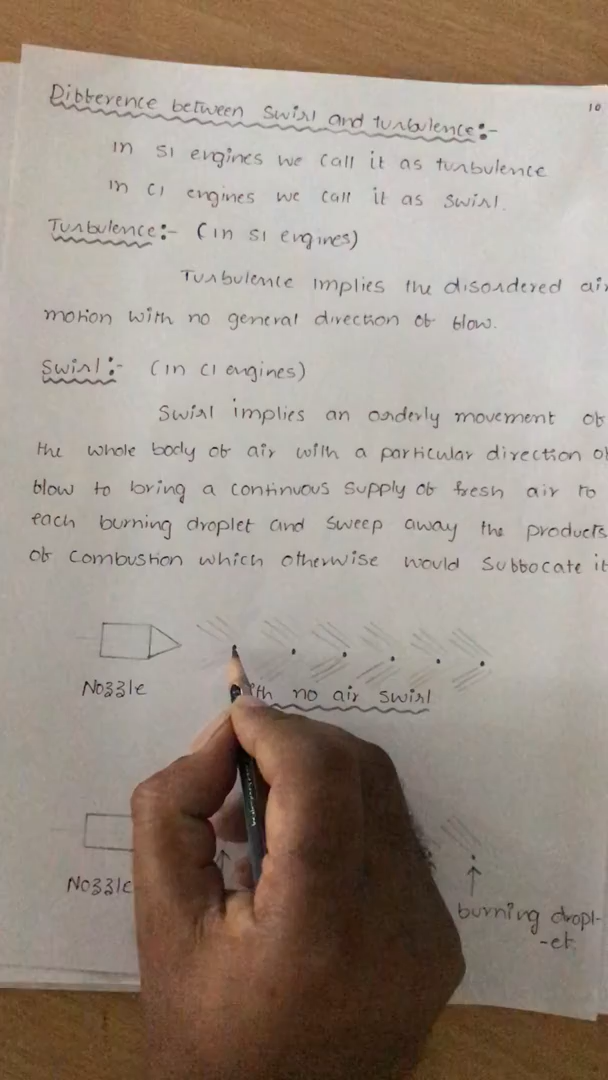 10
Difference between swirl and turbulence:-
In SI engines we call it as turbulence
In CI engines we call it as swirl.
Turbulence:- (In SI engines)
Turbulence implies the disordered air
motion with no general direction of flow.
Swirl:- (In CI engines)
Swirl implies an orderly movement of
the whole body of air with a particular direction of
flow to bring a continuous supply of fresh air to
each burning droplet and sweep away the products
of combustion which otherwise would suffocate it
Nozzle
with no air swirl
Nozzle
burning dropl-
-et.